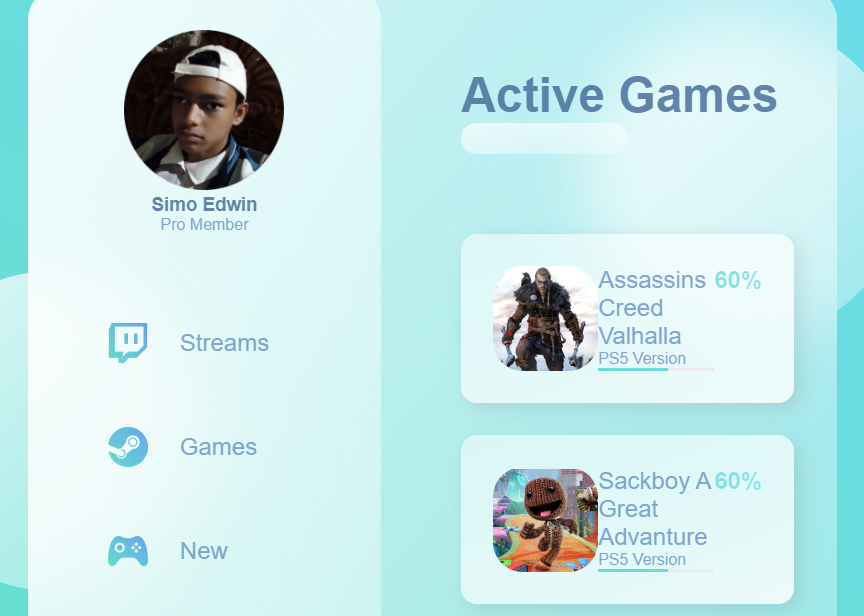 Simo Edwin
Pro Member
Streams
Games
New
Active Games
Assassins 60%
Creed
Valhalla
PS5 Version
Sackboy A 60%
Great
Advanture
PS5 Version